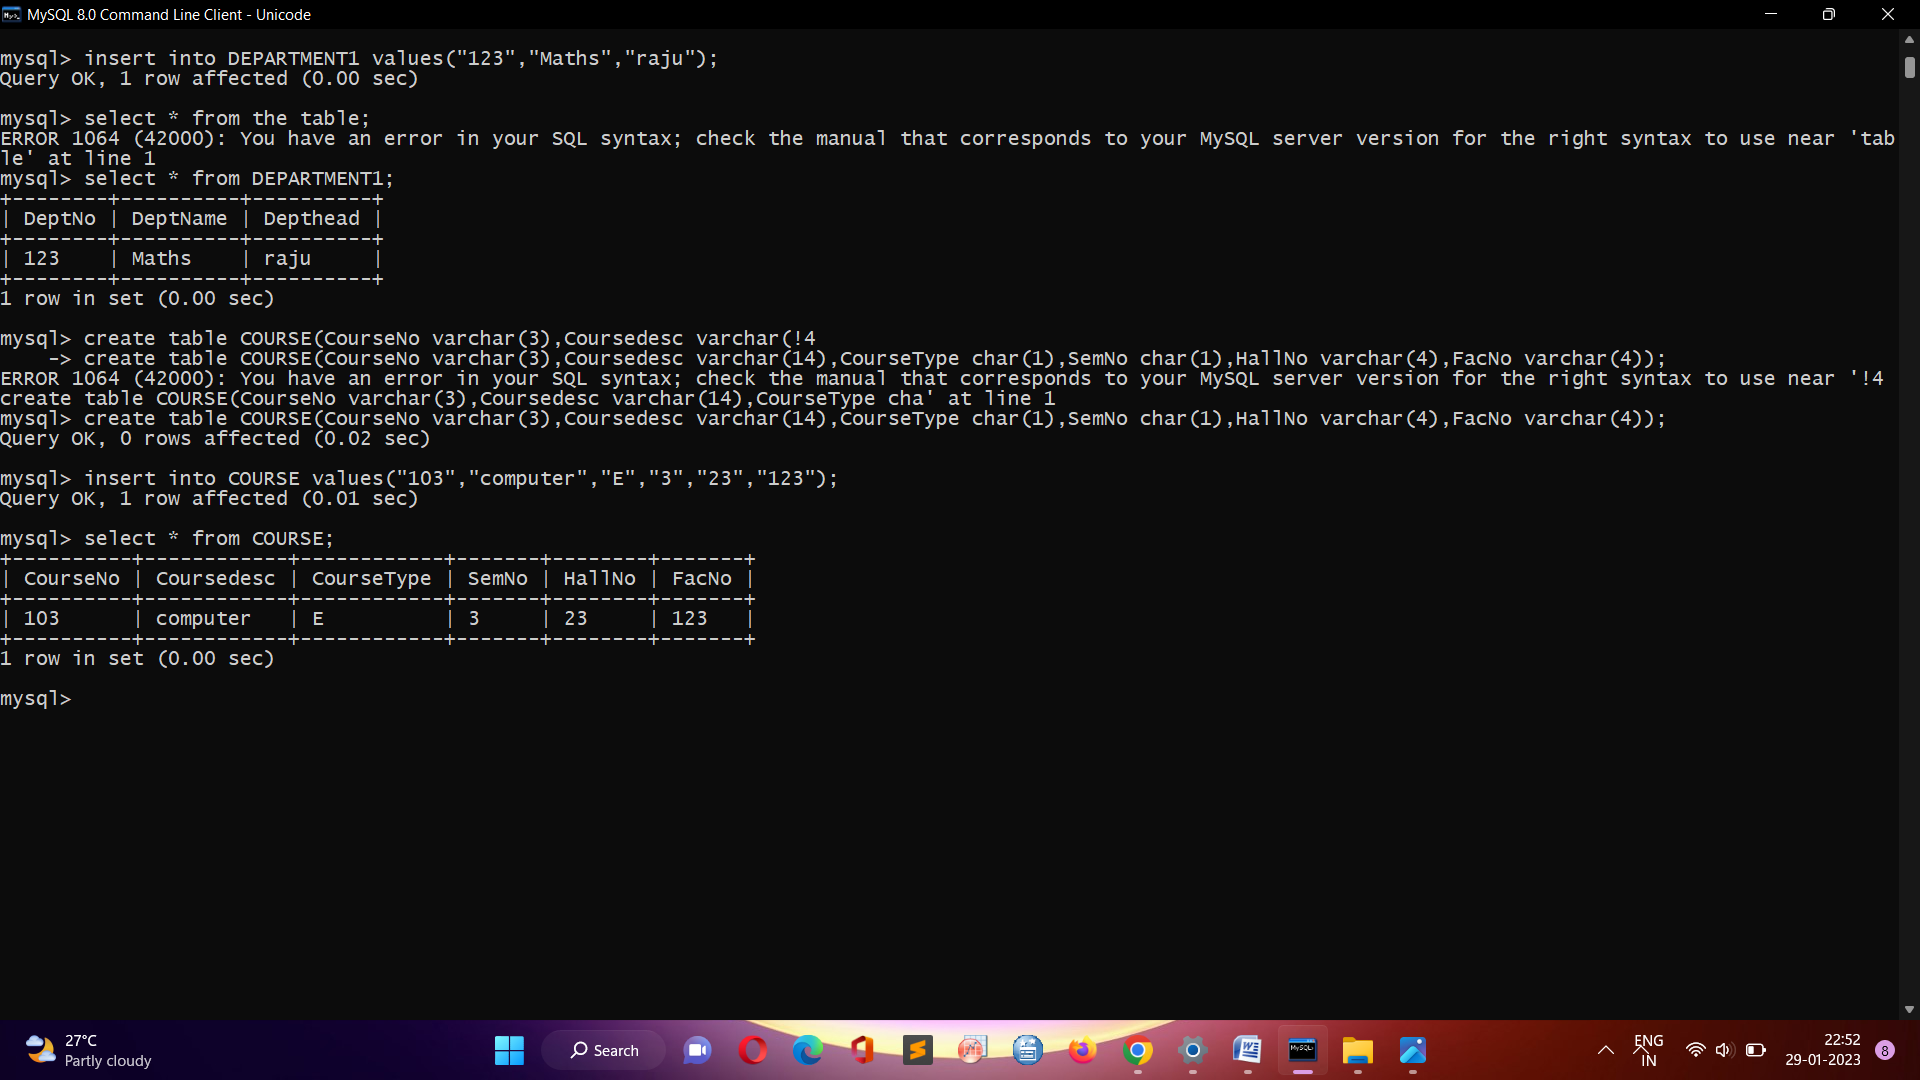 MySQL 8.0 Command Line Client - Unicode
mysql> insert into DEPARTMENT1 values("123","Maths","raju");
Query OK, 1 row affected (0.00 sec)
mysql> select * from the table;
ERROR 1064 (42000): You have an error in your SQL syntax; check the manual that corresponds to your MySQL server version for the right syntax to use near 'tab
le' at line 1
mysql> select * from DEPARTMENT1;
+--------+----------+----------+
| DeptNo | DeptName | Depthead |
+--------+----------+----------+
| 123    | Maths    | raju     |
+--------+----------+----------+
1 row in set (0.00 sec)
mysql> create table COURSE(CourseNo varchar(3),Coursedesc varchar(!4
    -> create table COURSE(CourseNo varchar(3),Coursedesc varchar(14),CourseType char(1),SemNo char(1),HallNo varchar(4),FacNo varchar(4));
ERROR 1064 (42000): You have an error in your SQL syntax; check the manual that corresponds to your MySQL server version for the right syntax to use near '!4
create table COURSE(CourseNo varchar(3),Coursedesc varchar(14),CourseType cha' at line 1
mysql> create table COURSE(CourseNo varchar(3),Coursedesc varchar(14),CourseType char(1),SemNo char(1),HallNo varchar(4),FacNo varchar(4));
Query OK, 0 rows affected (0.02 sec)
mysql> insert into COURSE values("103","computer","E","3","23","123");
Query OK, 1 row affected (0.01 sec)
mysql> select * from COURSE;
+----------+------------+------------+-------+--------+-------+
| CourseNo | Coursedesc | CourseType | SemNo | HallNo | FacNo |
+----------+------------+------------+-------+--------+-------+
| 103      | computer   | E          | 3     | 23     | 123   |
+----------+------------+------------+-------+--------+-------+
1 row in set (0.00 sec)
mysql>
27°C
Partly cloudy
Search
ENG
IN
22:52
29-01-2023
8